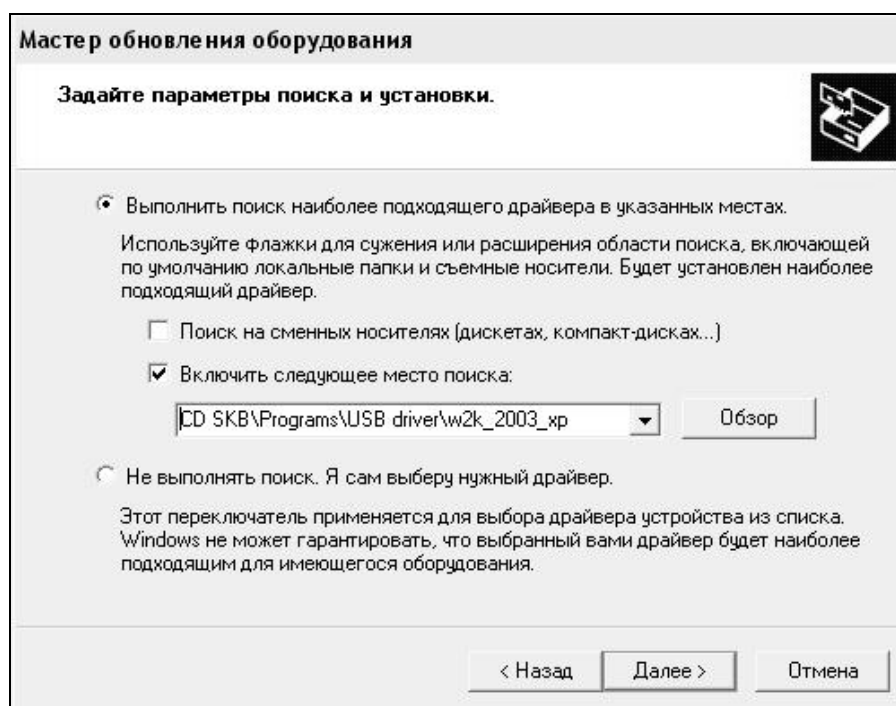 Мастер обновления оборудования
Задайте параметры поиска и установки.
Выполнить поиск наиболее подходящего драйвера в указанных местах.
Используйте флажки для сужения или расширения области поиска, включающей
по умолчанию локальные папки и съемные носители. Будет установлен наиболее
подходящий драйвер.
Поиск на сменных носителях (дискетах, компакт-дисках...)
Включить следующее место поиска:
CD SKB\Programs\USB driver\w2k_2003_xp
Обзор
Не выполнять поиск. Я сам выберу нужный драйвер.
Этот переключатель применяется для выбора драйвера устройства из списка.
Windows не может гарантировать, что выбранный вами драйвер будет наиболее
подходящим для имеющегося оборудования.
< Назад Далее > Отмена